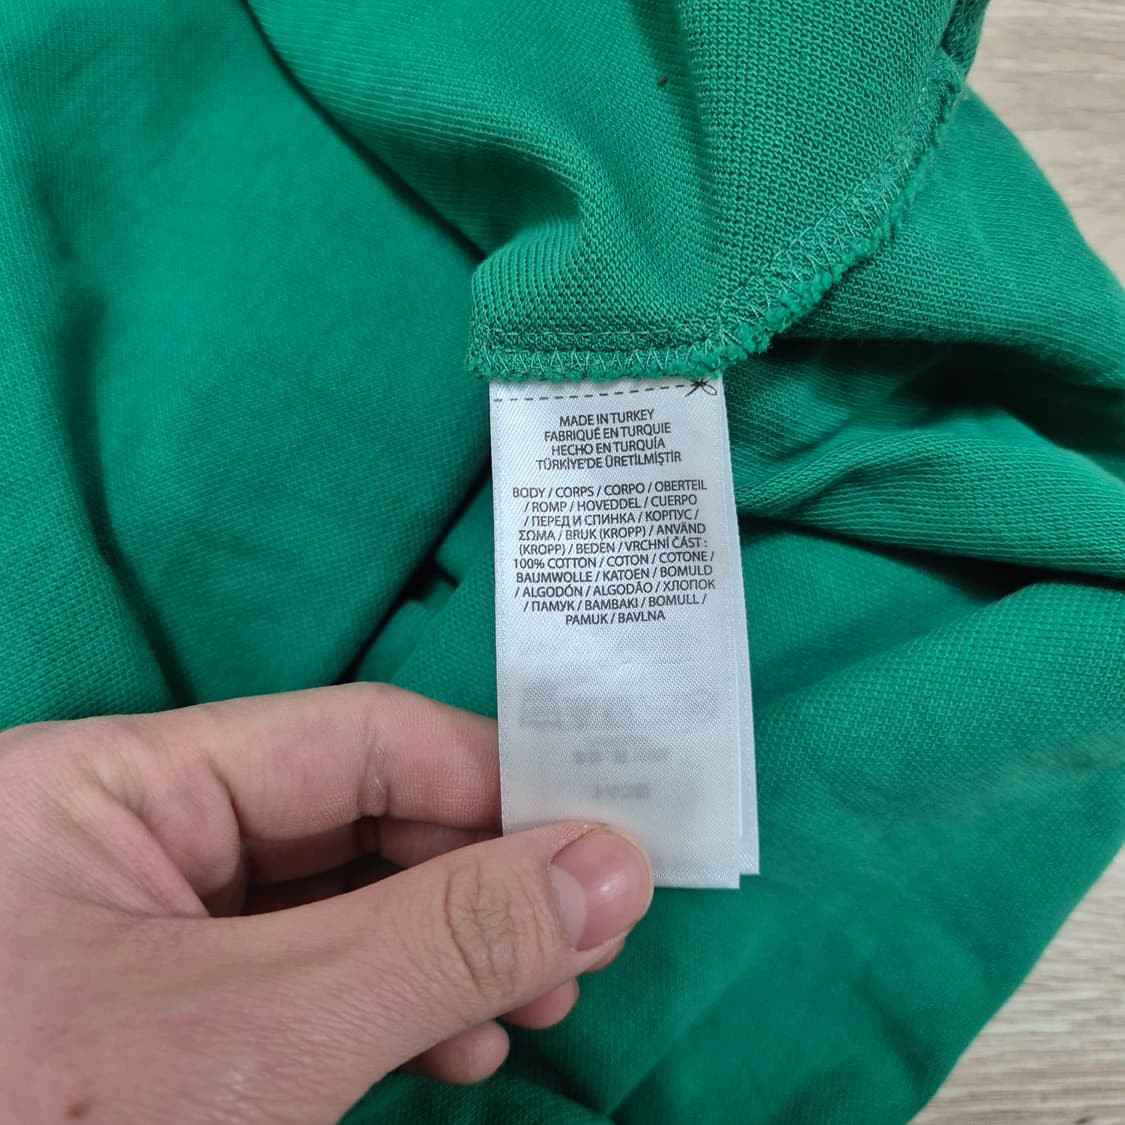 MADE IN TURKEY
FABRIQUÉ EN TURQUIE
HECHO EN TURQUÍA
TÜRKİYE'DE ÜRETİLMİŞTİR
BODY / CORPS / CORPO / OBERTEIL
/ ROMP / HOVEDDEL / CUERPO
/ ПЕРЕД И СПИНКА / КОРПУС /
ΣΩΜΑ / BRUK (KROPP) / ANVÄND
(KROPP) / BEDEN / VRCHNÍ ČÁST :
100% COTTON / COTON / COTONE /
BAUMWOLLE / KATOEN / BOMULD
/ ALGODÓN / ALGODÃO / ХЛОПОК
/ ПАМУК / ΒΑΜΒΑΚΙ / BOMULL /
PAMUK / BAVLNA